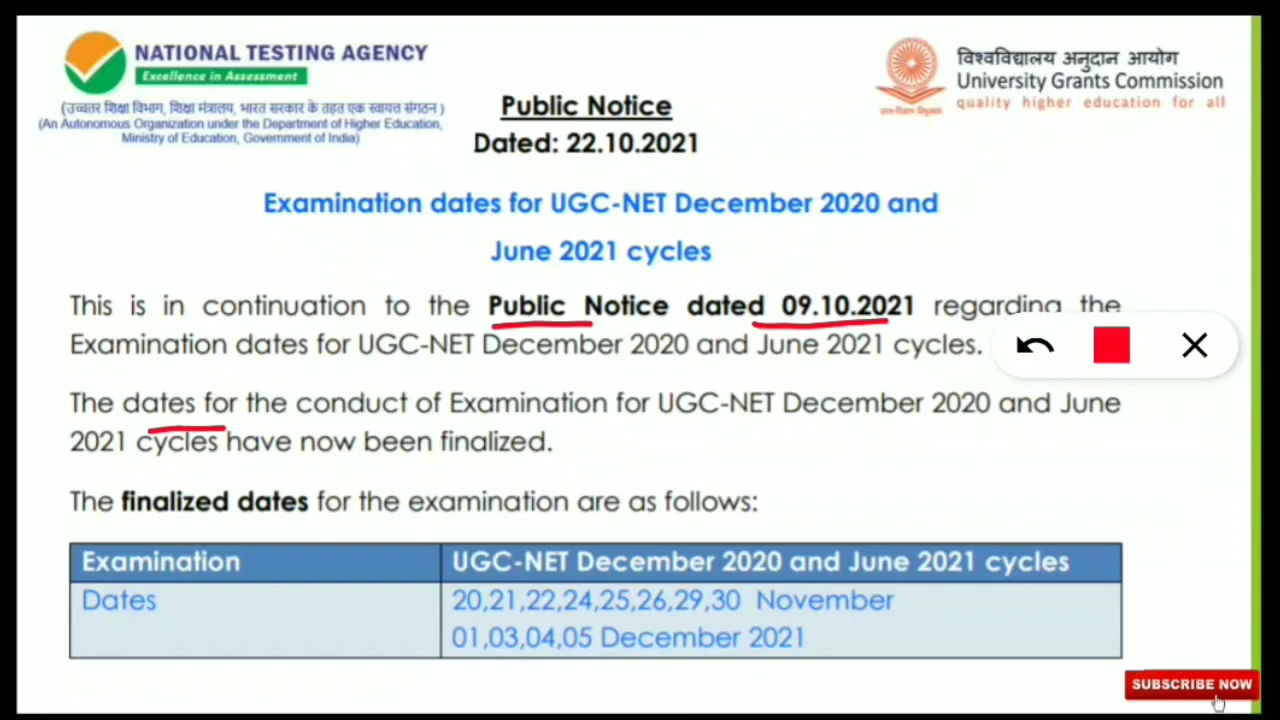 NATIONAL TESTING AGENCY
Excellence in Assessment
(उच्चतर शिक्षा विभाग, शिक्षा मंत्रालय, भारत सरकार के तहत एक स्वायत्त संगठन )
(An Autonomous Organization under the Department of Higher Education,
Ministry of Education, Government of India)
विश्वविद्यालय अनुदान आयोग
University Grants Commission
quality higher education for all
Public Notice
Dated: 22.10.2021
Examination dates for UGC-NET December 2020 and
June 2021 cycles
This is in continuation to the Public Notice dated 09.10.2021 regarding the
Examination dates for UGC-NET December 2020 and June 2021 cycles.
The dates for the conduct of Examination for UGC-NET December 2020 and June
2021 cycles have now been finalized.
The finalized dates for the examination are as follows:
Examination UGC-NET December 2020 and June 2021 cycles
Dates 20,21,22,24,25,26,29,30 November
01,03,04,05 December 2021
SUBSCRIBE NOW